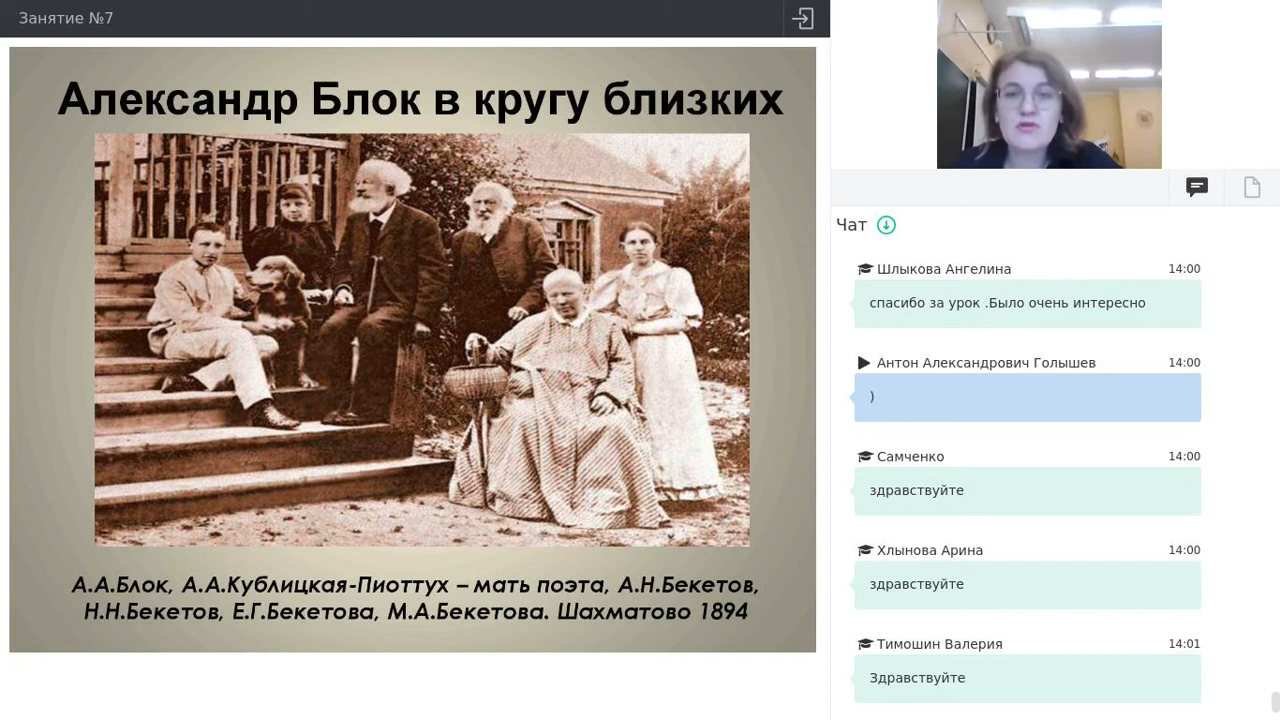 Занятие №7
Александр Блок в кругу близких
А.А.Блок, А.А.Кублицкая-Пиоттух – мать поэта, А.Н.Бекетов,
Н.Н.Бекетов, Е.Г.Бекетова, М.А.Бекетова. Шахматово 1894
Чат
Шлыкова Ангелина 14:00
спасибо за урок .Было очень интересно
Антон Александрович Голышев 14:00
)
Самченко 14:00
здравствуйте
Хлынова Арина 14:00
здравствуйте
Тимошин Валерия 14:01
Здравствуйте